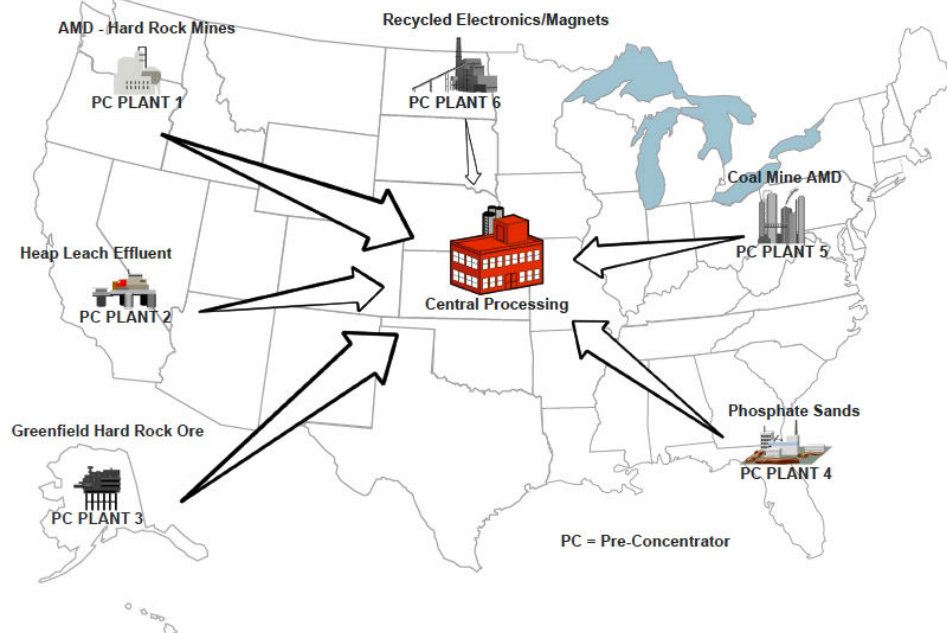 AMD - Hard Rock Mines
PC PLANT 1
Recycled Electronics/Magnets
PC PLANT 6
Coal Mine AMD
PC PLANT 5
Heap Leach Effluent
PC PLANT 2
Central Processing
Greenfield Hard Rock Ore
PC PLANT 3
Phosphate Sands
PC PLANT 4
PC = Pre-Concentrator